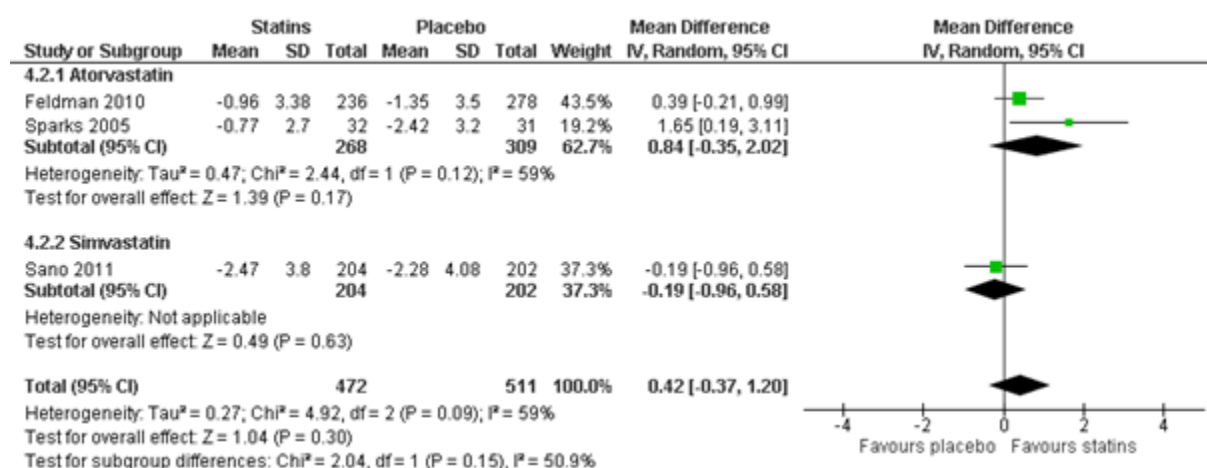 Statins Placebo Mean Difference Mean Difference
Study or Subgroup Mean SD Total Mean SD Total Weight IV, Random, 95% CI IV, Random, 95% CI
4.2.1 Atorvastatin
Feldman 2010 -0.96 3.38 236 -1.35 3.5 278 43.5% 0.39 [-0.21, 0.99]
Sparks 2005 -0.77 2.7 32 -2.42 3.2 31 19.2% 1.65 [0.19, 3.11]
Subtotal (95% CI) 268 309 62.7% 0.84 [-0.35, 2.02]
Heterogeneity: Tau² = 0.47; Chi² = 2.44, df = 1 (P = 0.12); I² = 59%
Test for overall effect: Z = 1.39 (P = 0.17)
4.2.2 Simvastatin
Sano 2011 -2.47 3.8 204 -2.28 4.08 202 37.3% -0.19 [-0.96, 0.58]
Subtotal (95% CI) 204 202 37.3% -0.19 [-0.96, 0.58]
Heterogeneity: Not applicable
Test for overall effect: Z = 0.49 (P = 0.63)
Total (95% CI) 472 511 100.0% 0.42 [-0.37, 1.20]
Heterogeneity: Tau² = 0.27; Chi² = 4.92, df = 2 (P = 0.09); I² = 59%
Test for overall effect: Z = 1.04 (P = 0.30)
Test for subgroup differences: Chi² = 2.04, df = 1 (P = 0.15), I² = 50.9%
-4 -2 0 2 4
Favours placebo Favours statins